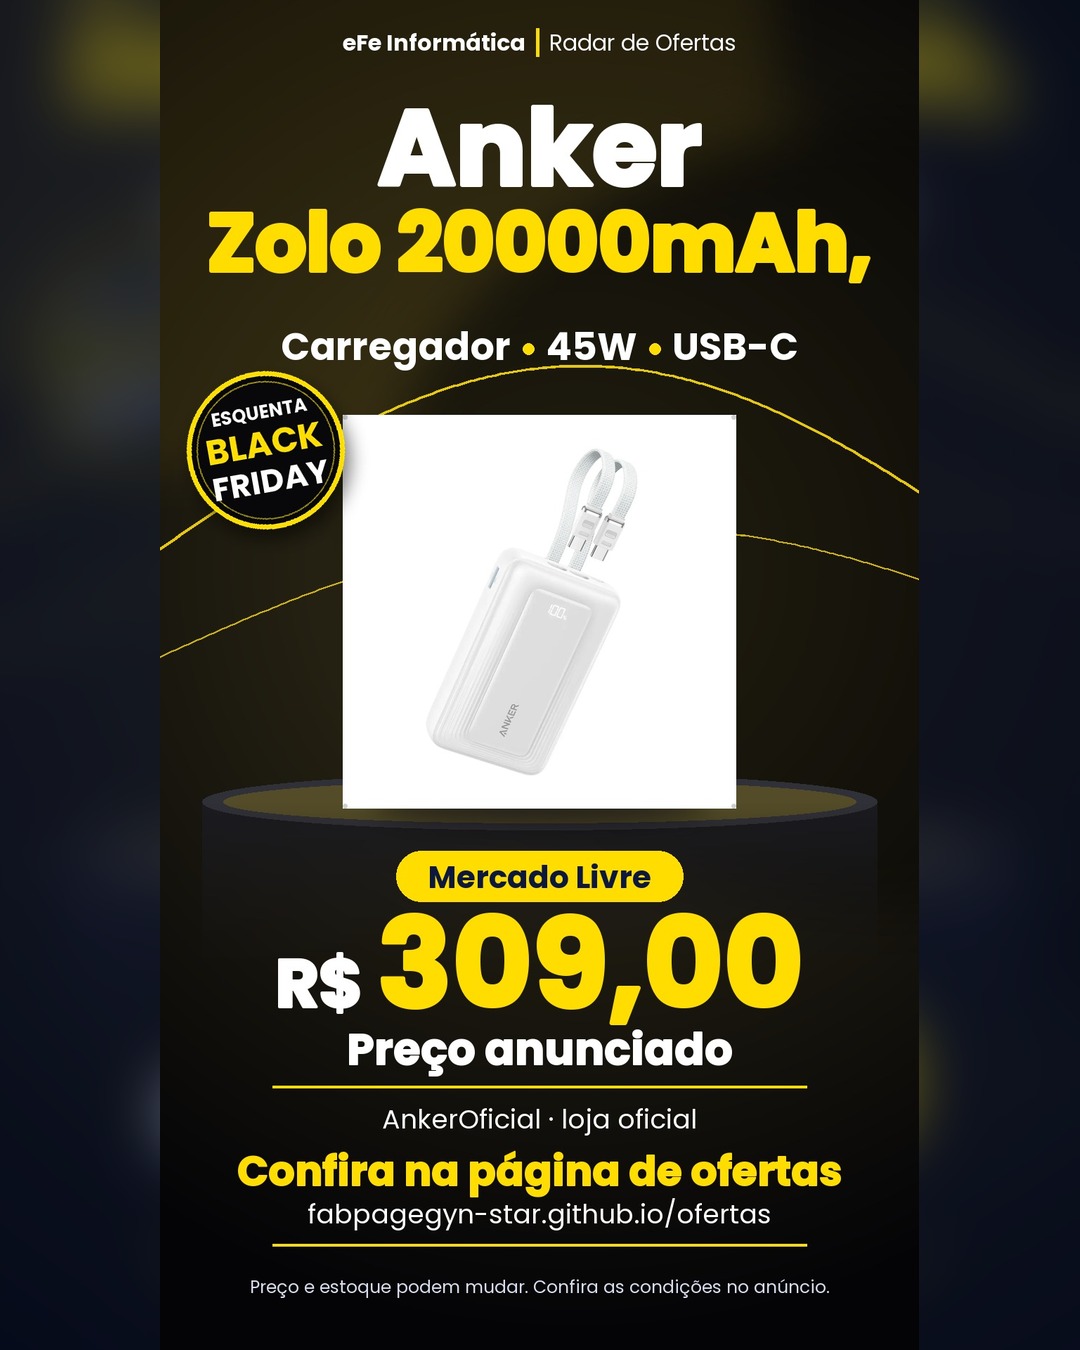 eFe Informática | Radar de Ofertas
Anker
Zolo 20000mAh,
Carregador • 45W • USB-C
ESQUENTA
BLACK
FRIDAY
100%
ANKER
Mercado Livre
R$ 309,00
Preço anunciado
AnkerOficial · loja oficial
Confira na página de ofertas
fabpagegyn-star.github.io/ofertas
Preço e estoque podem mudar. Confira as condições no anúncio.